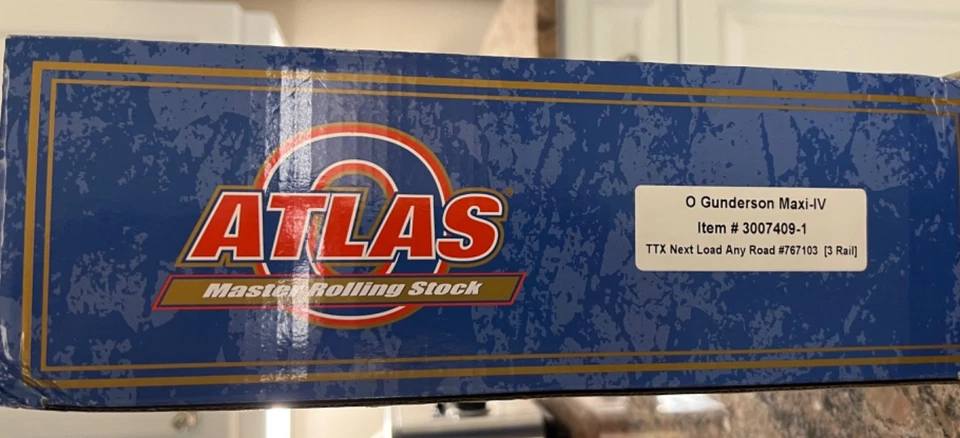 ATLAS
Master Rolling Stock
O Gunderson Maxi-IV
Item # 3007409-1
TTX Next Load Any Road #767103 [3 Rail]